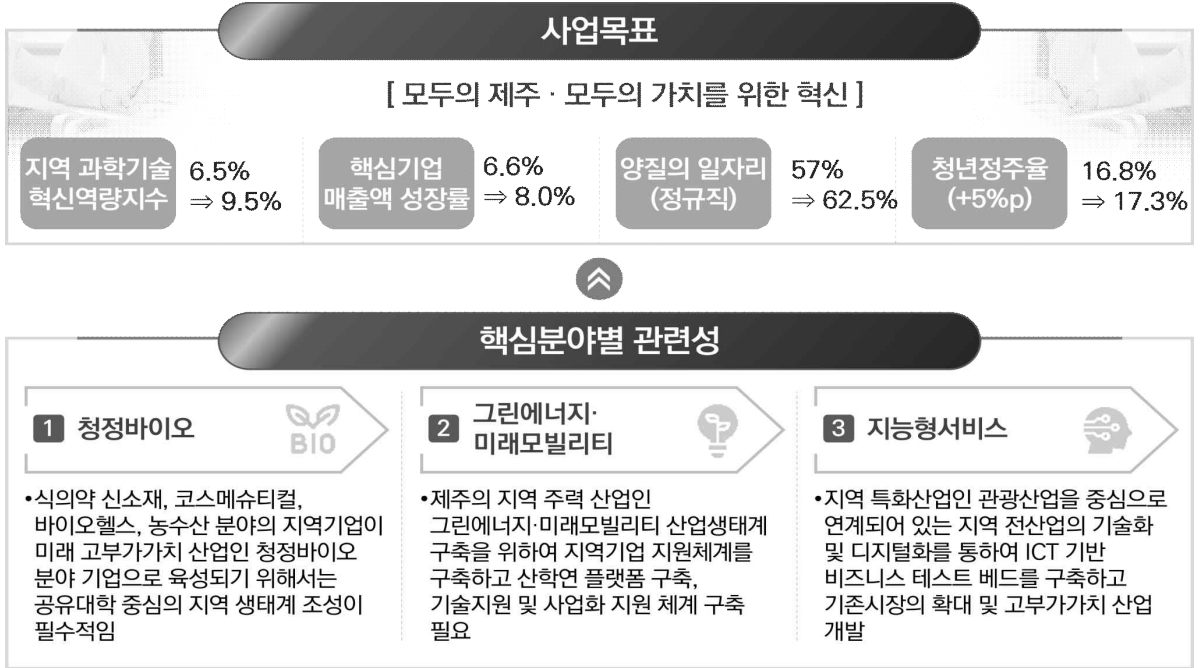 사업목표
[ 모두의 제주 · 모두의 가치를 위한 혁신 ]
지역 과학기술
혁신역량지수
6.5%
⇒ 9.5%
핵심기업
매출액 성장률
6.6%
⇒ 8.0%
양질의 일자리
(정규직)
57%
⇒ 62.5%
청년정주율
(+5%p)
16.8%
⇒ 17.3%
핵심분야별 관련성
1 청정바이오
BIO
•식의약 신소재, 코스메슈티컬,
바이오헬스, 농수산 분야의 지역기업이
미래 고부가가치 산업인 청정바이오
분야 기업으로 육성되기 위해서는
공유대학 중심의 지역 생태계 조성이
필수적임
2 그린에너지·
미래모빌리티
•제주의 지역 주력 산업인
그린에너지·미래모빌리티 산업생태계
구축을 위하여 지역기업 지원체계를
구축하고 산학연 플랫폼 구축,
기술지원 및 사업화 지원 체계 구축
필요
3 지능형서비스
•지역 특화산업인 관광산업을 중심으로
연계되어 있는 지역 전산업의 기술화
및 디지털화를 통하여 ICT 기반
비즈니스 테스트 베드를 구축하고
기존시장의 확대 및 고부가가치 산업
개발